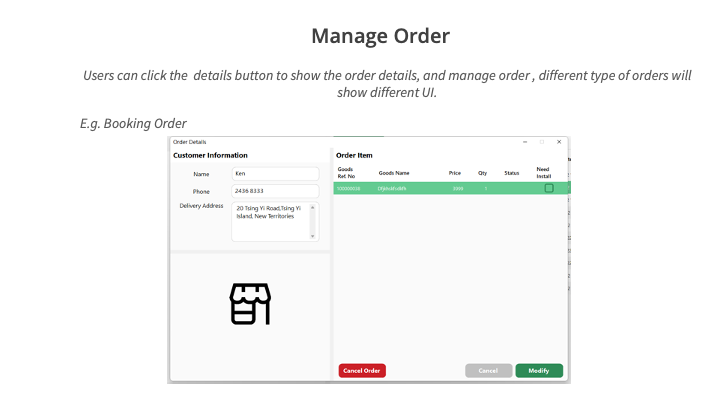 Manage Order
Users can click the details button to show the order details, and manage order , different type of orders will
show different UI.
E.g. Booking Order
Order Details
Customer Information
Name
Ken
Phone
2436 8333
Delivery Address
20 Tsing Yi Road,Tsing Yi
Island, New Territories
Order Item
Goods
Ref. No
Goods Name
Price
Qty
Status
Need
Install
1
Cancel Order
Cancel
Modify